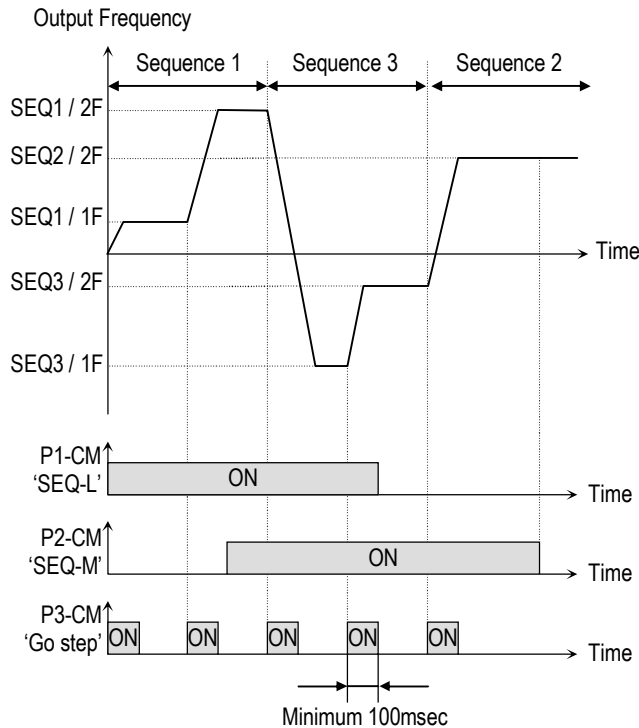 Output Frequency
Sequence 1
Sequence 3
Sequence 2
SEQ1 / 2F
SEQ2 / 2F
SEQ1 / 1F
Time
SEQ3 / 2F
SEQ3 / 1F
P1-CM
‘SEQ-L’
ON
Time
P2-CM
‘SEQ-M’
ON
Time
P3-CM
‘Go step’
ON
ON
ON
ON
ON
Time
Minimum 100msec